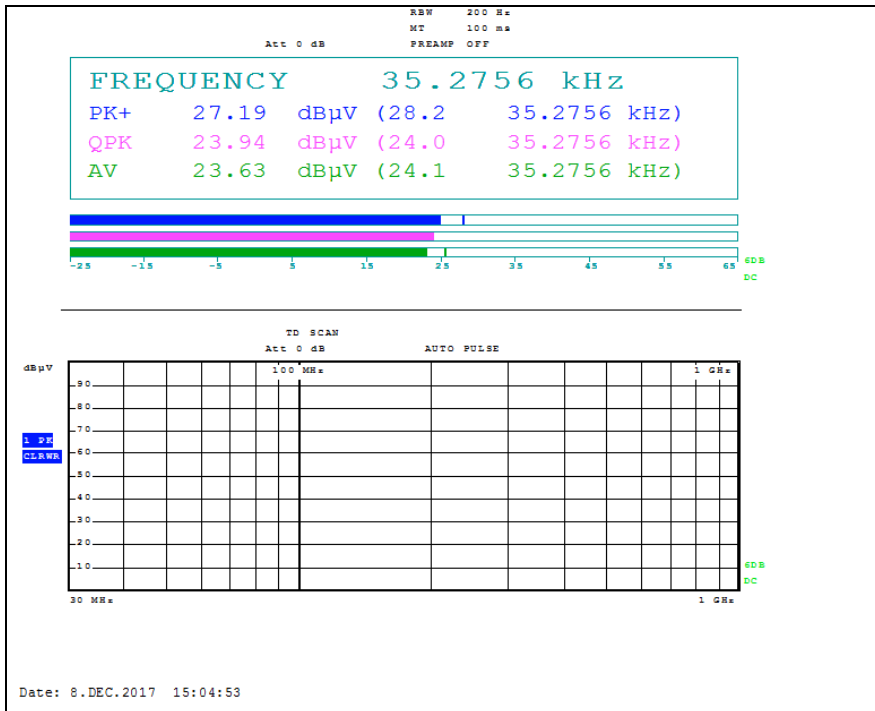 RBW 200 Hz
MT 100 ms
Att 0 dB PREAMP OFF
FREQUENCY 35.2756 kHz
PK+ 27.19 dBµV (28.2 35.2756 kHz)
QPK 23.94 dBµV (24.0 35.2756 kHz)
AV 23.63 dBµV (24.1 35.2756 kHz)
-25 -15 -5 5 15 25 35 45 55 65
6DB
DC
TD SCAN
Att 0 dB AUTO PULSE
dBµV 100 MHz 1 GHz
90
80
70
1 PK
CLRWR
60
50
40
30
20
10
6DB
DC
30 MHz 1 GHz
Date: 8.DEC.2017 15:04:53